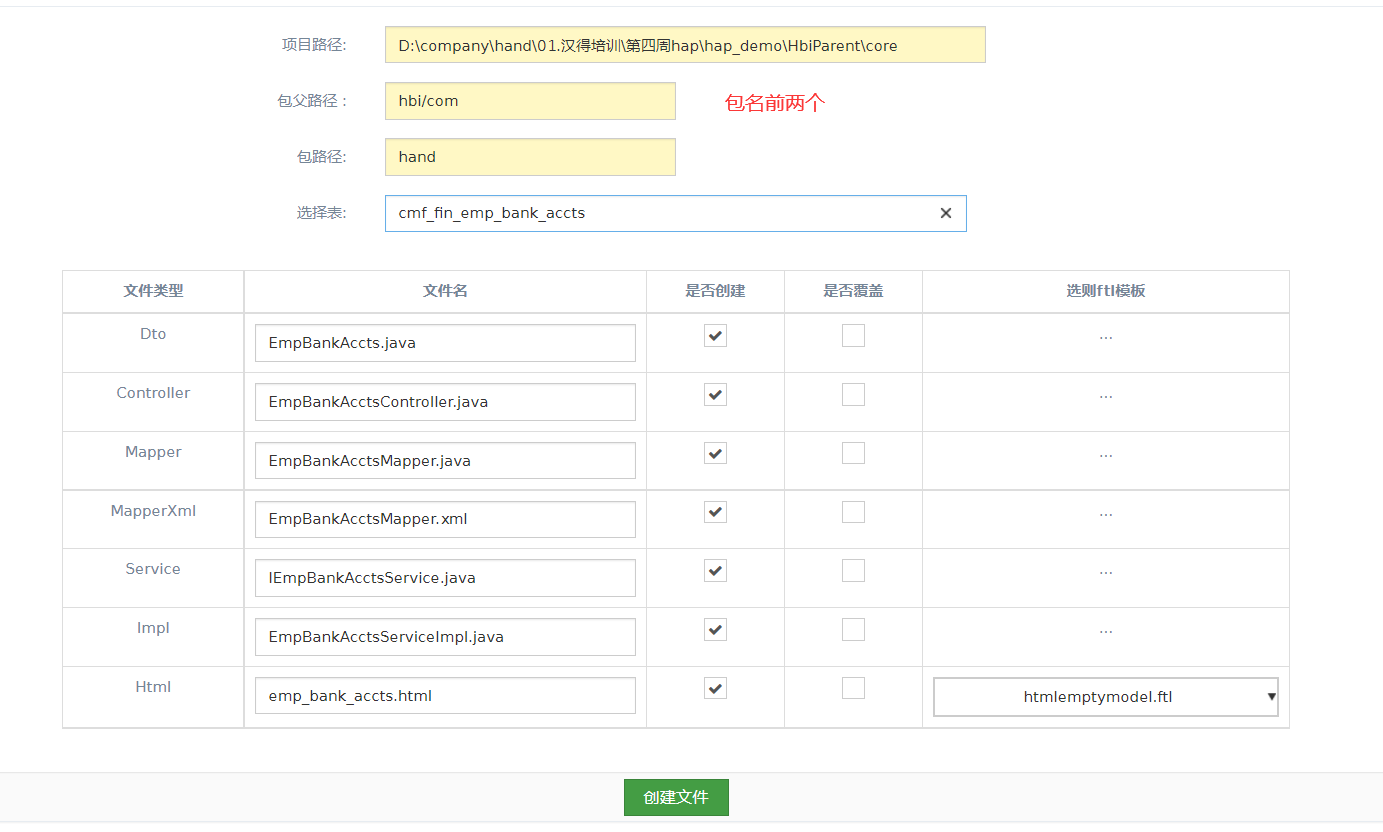 项目路径: D:\company\hand\01.汉得培训\第四周hap\hap_demo\HbiParent\core
包父路径 : hbi/com 包名前两个
包路径: hand
选择表: cmf_fin_emp_bank_accts ×
文件类型 文件名 是否创建 是否覆盖 选则ftl模板
Dto EmpBankAccts.java ...
Controller EmpBankAcctsController.java ...
Mapper EmpBankAcctsMapper.java ...
MapperXml EmpBankAcctsMapper.xml ...
Service IEmpBankAcctsService.java ...
Impl EmpBankAcctsServiceImpl.java ...
Html emp_bank_accts.html htmlemptymodel.ftl
创建文件